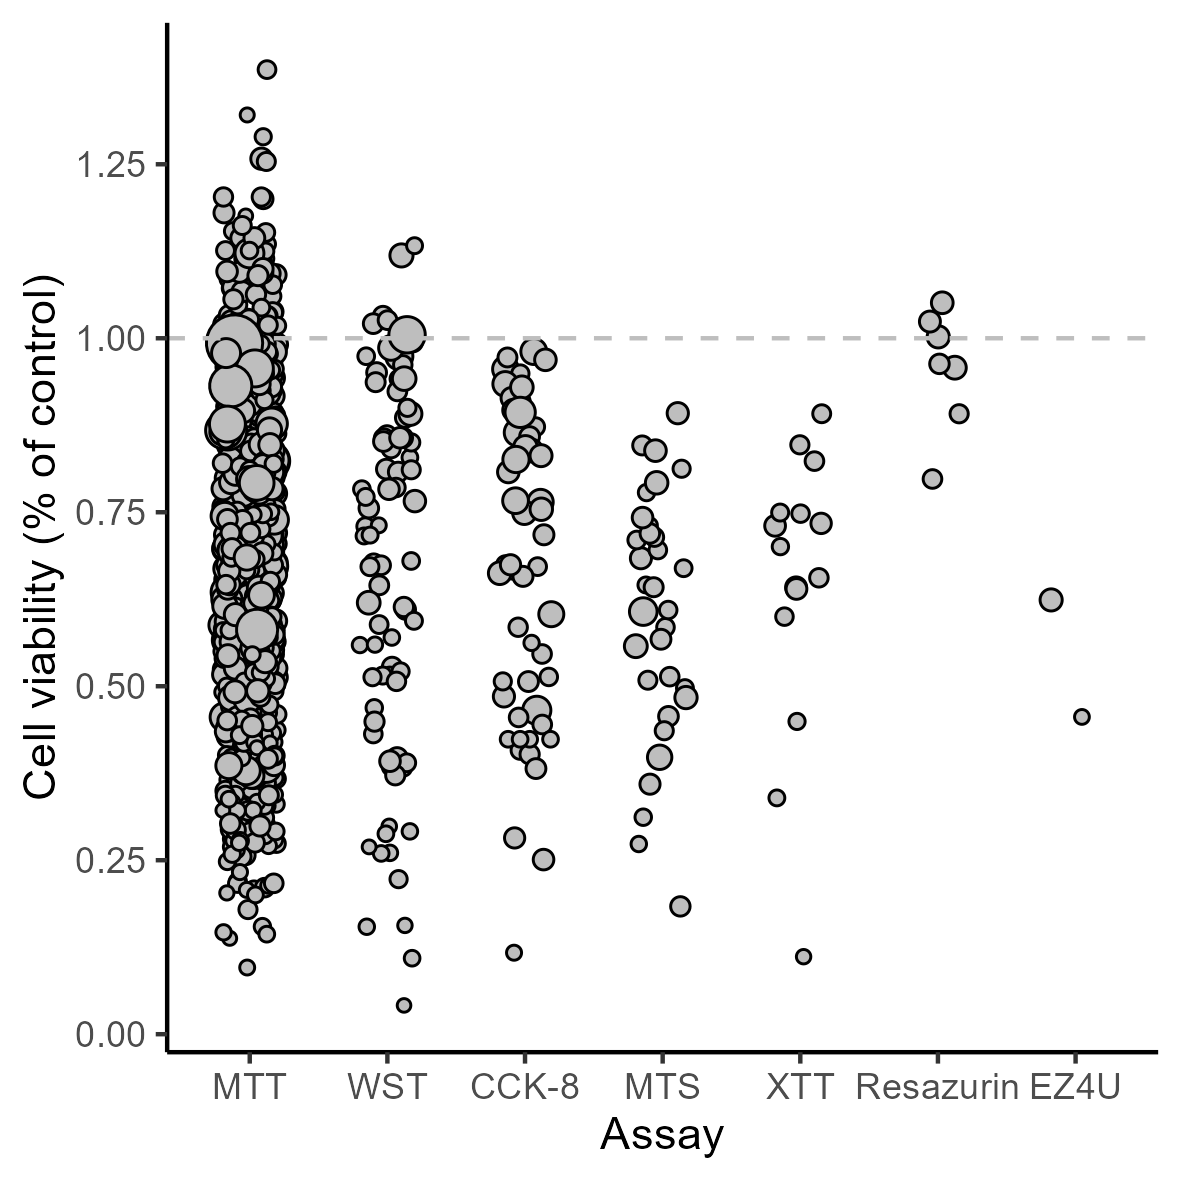 Cell viability (% of control)
1.25
1.00
0.75
0.50
0.25
0.00
MTT WST CCK-8 MTS XTT Resazurin EZ4U
Assay